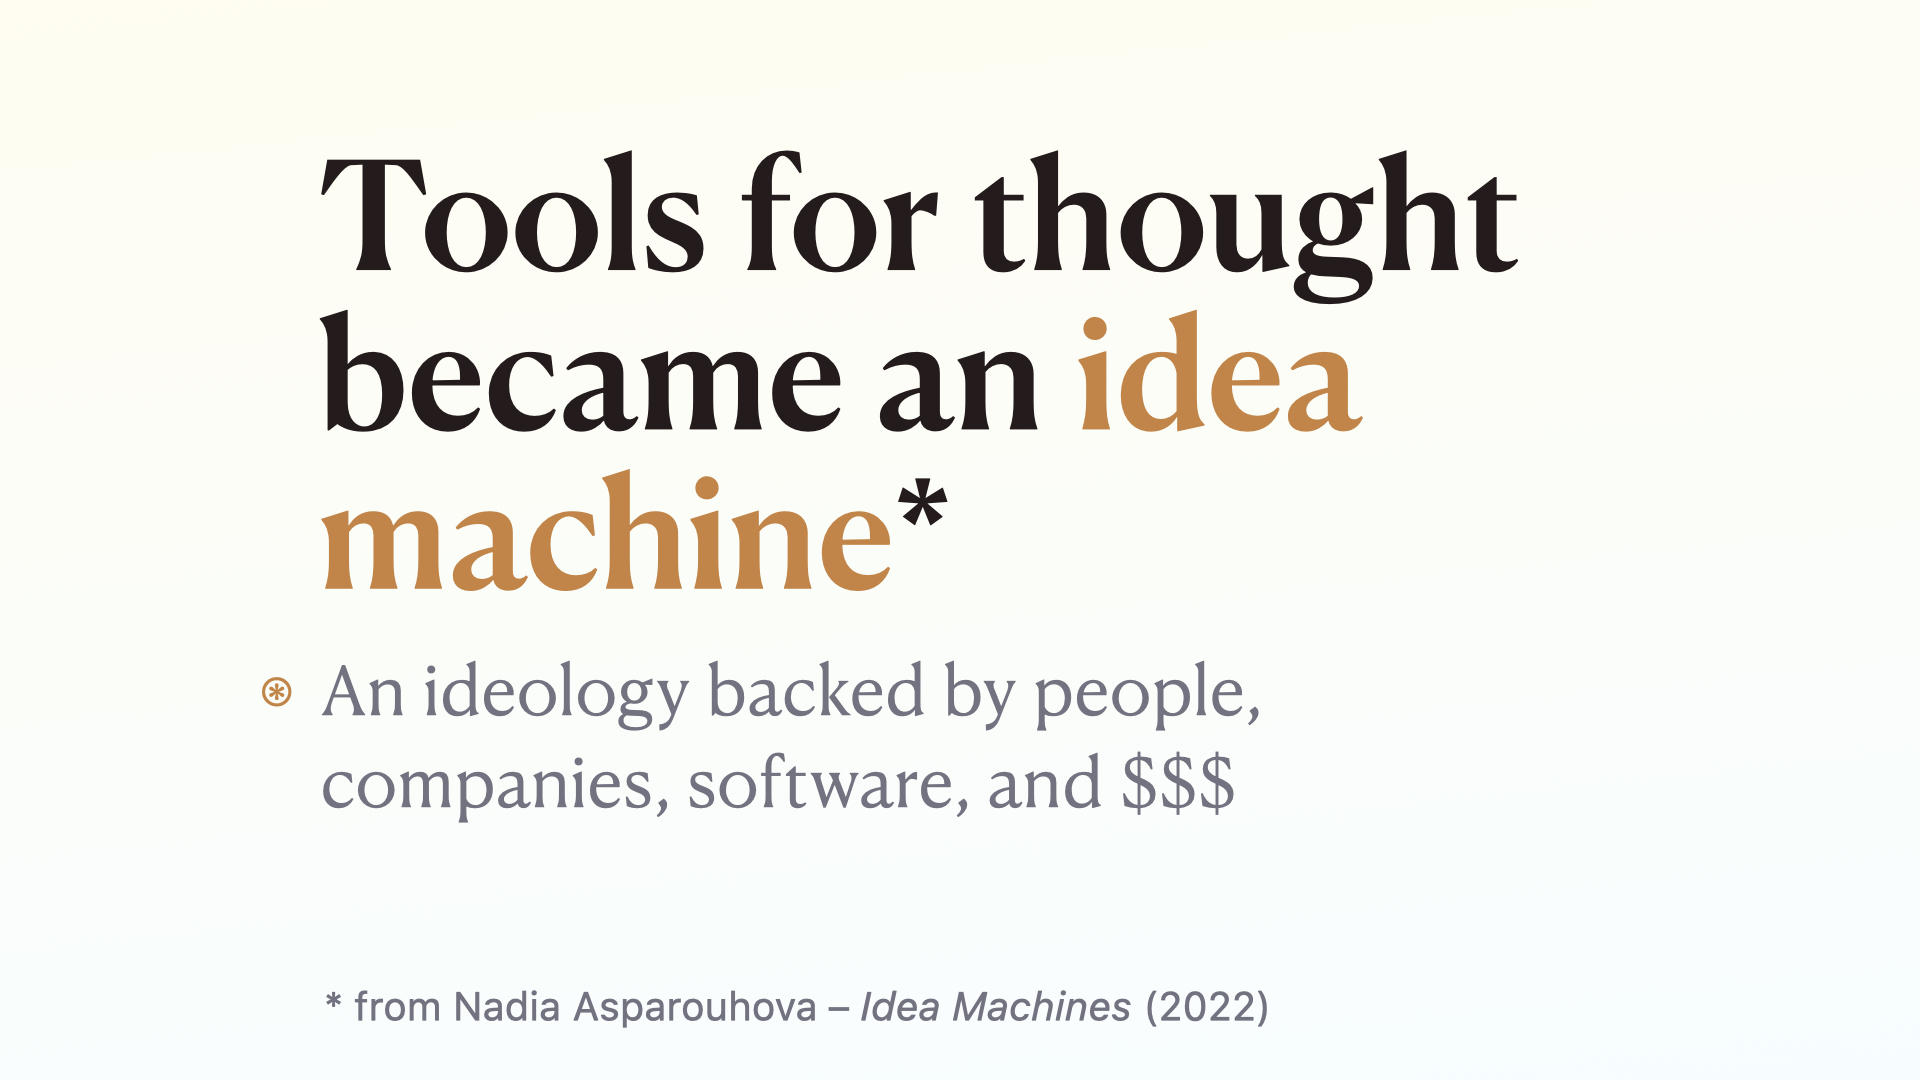 Tools for thought
became an idea
machine*
⊛ An ideology backed by people,
companies, software, and $$$
* from Nadia Asparouhova – Idea Machines (2022)